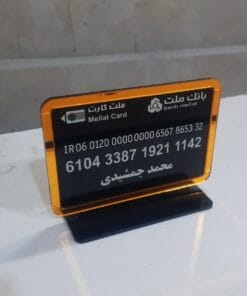 بانک ملت
bank mellat
ملت کارت
Mellat Card
IR06 0120 0000 0000 6567 8653 32
6104 3387 1921 1142
محمد جمشیدی